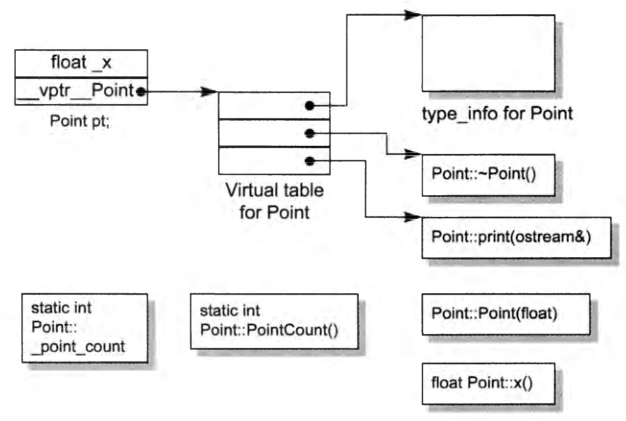 float _x
__vptr__Point
Point pt;
Virtual table
for Point
type_info for Point
Point::~Point()
Point::print(ostream&)
static int
Point::
_point_count
static int
Point::PointCount()
Point::Point(float)
float Point::x()